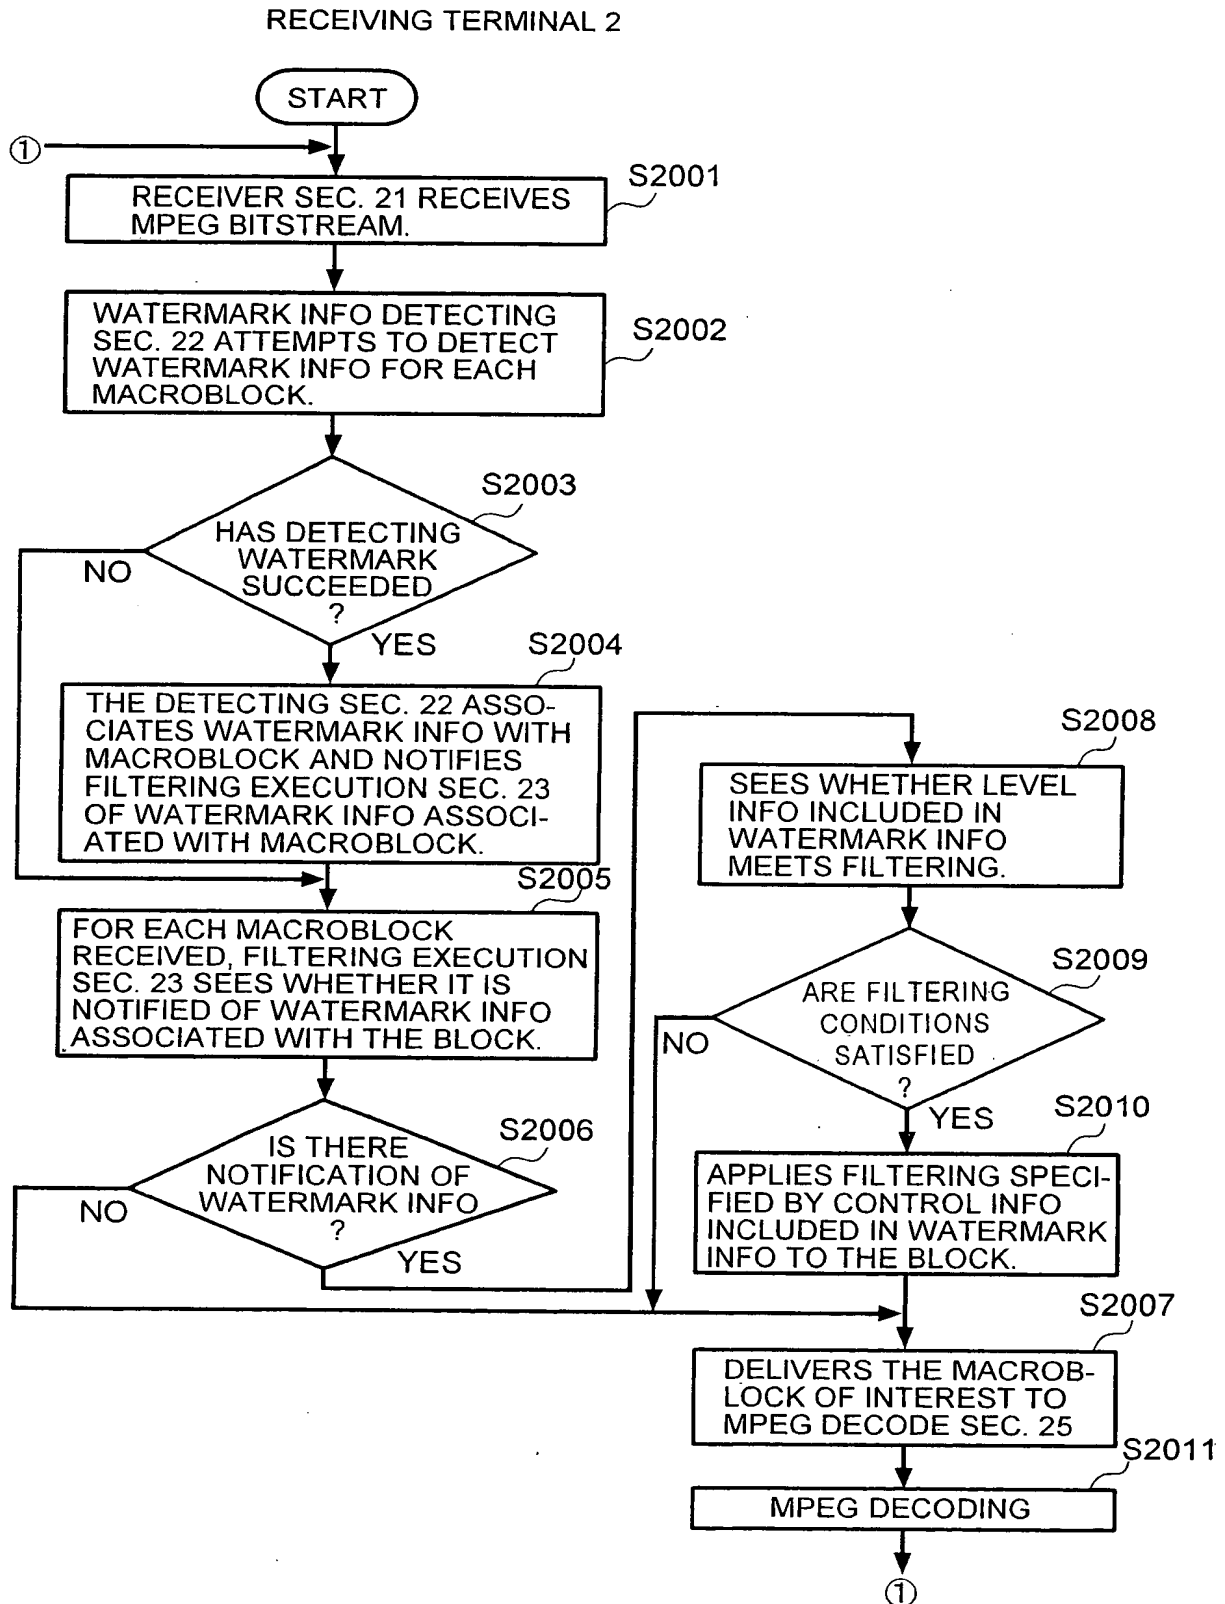 RECEIVING TERMINAL 2
START
①
S2001
RECEIVER SEC. 21 RECEIVES
MPEG BITSTREAM.
S2002
WATERMARK INFO DETECTING
SEC. 22 ATTEMPTS TO DETECT
WATERMARK INFO FOR EACH
MACROBLOCK.
S2003
HAS DETECTING
WATERMARK
SUCCEEDED
?
NO
YES
S2004
THE DETECTING SEC. 22 ASSO-
CIATES WATERMARK INFO WITH
MACROBLOCK AND NOTIFIES
FILTERING EXECUTION SEC. 23
OF WATERMARK INFO ASSOCI-
ATED WITH MACROBLOCK.
S2005
FOR EACH MACROBLOCK
RECEIVED, FILTERING EXECUTION
SEC. 23 SEES WHETHER IT IS
NOTIFIED OF WATERMARK INFO
ASSOCIATED WITH THE BLOCK.
S2006
IS THERE
NOTIFICATION OF
WATERMARK INFO
?
NO
YES
S2008
SEES WHETHER LEVEL
INFO INCLUDED IN
WATERMARK INFO
MEETS FILTERING.
S2009
ARE FILTERING
CONDITIONS
SATISFIED
?
NO
YES
S2010
APPLIES FILTERING SPECI-
FIED BY CONTROL INFO
INCLUDED IN WATERMARK
INFO TO THE BLOCK.
S2007
DELIVERS THE MACROB-
LOCK OF INTEREST TO
MPEG DECODE SEC. 25
S2011
MPEG DECODING
①